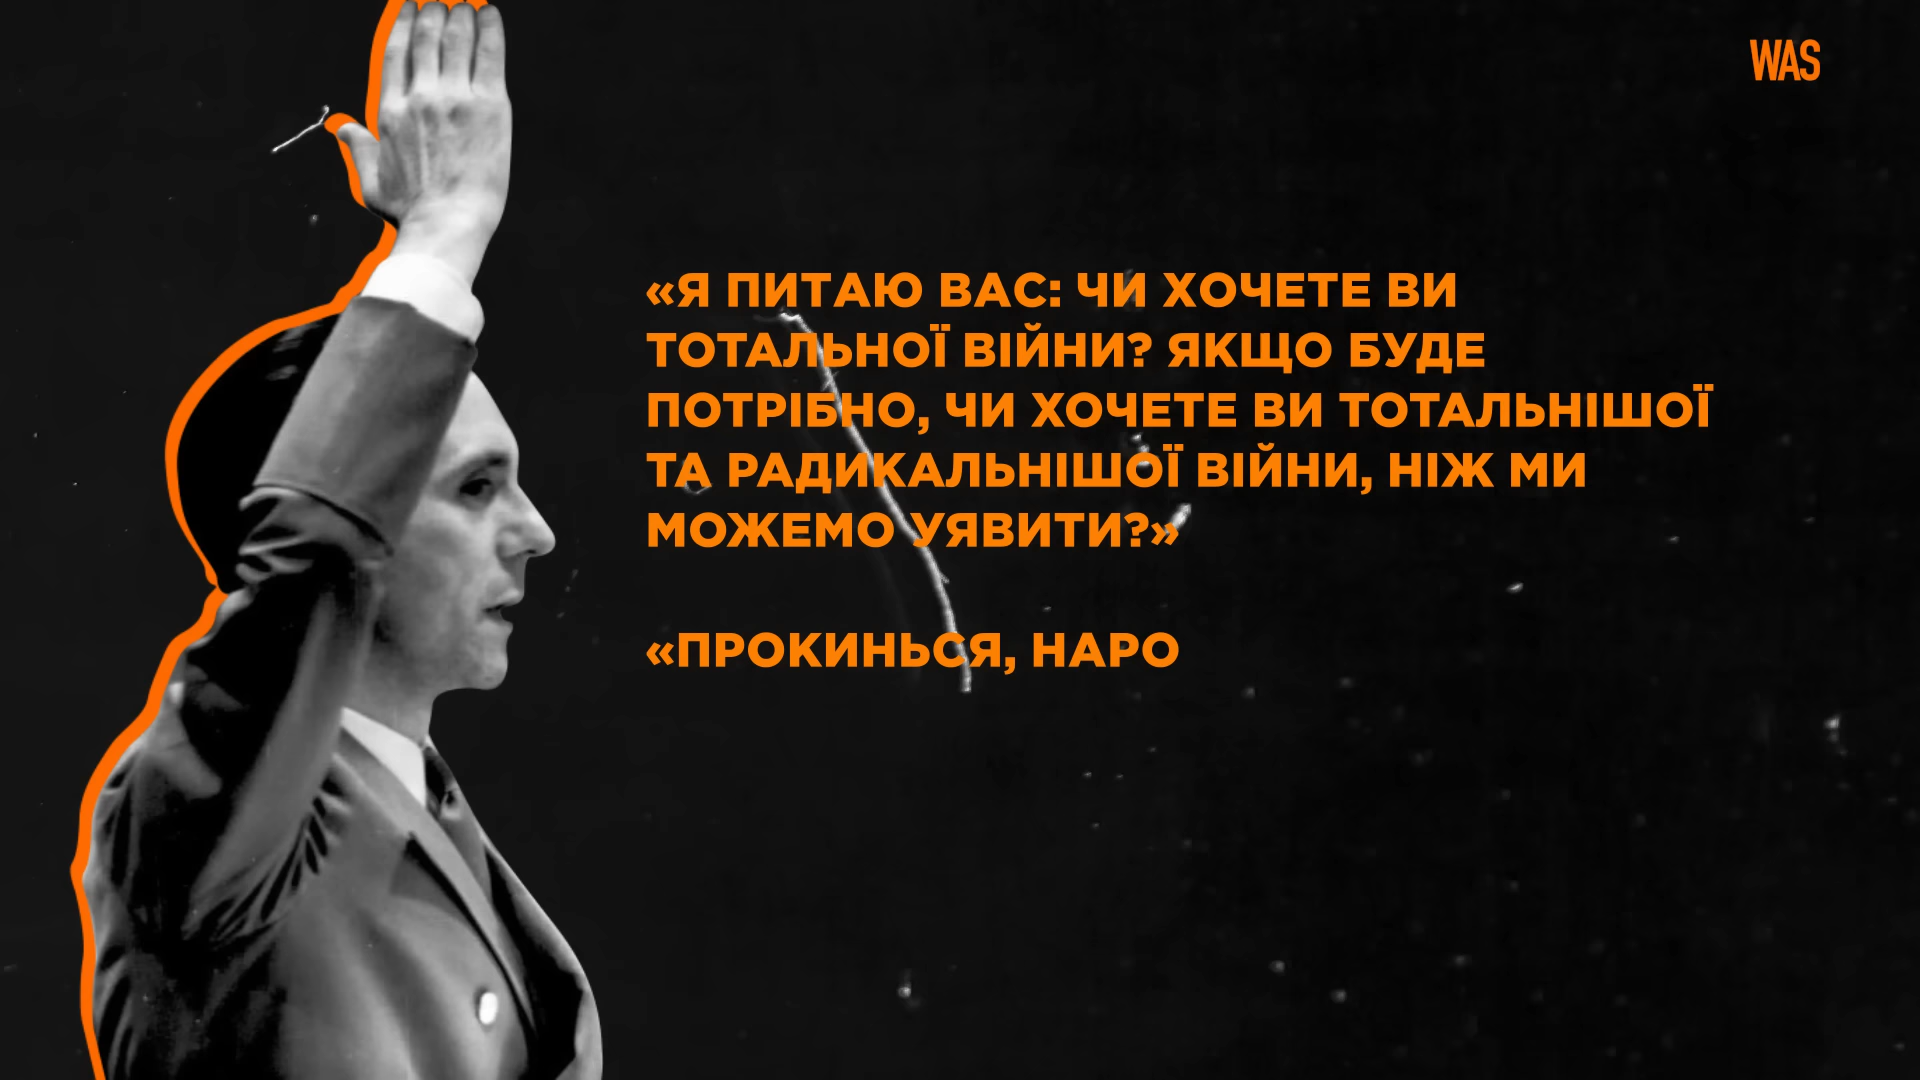 WAS
«Я ПИТАЮ ВАС: ЧИ ХОЧЕТЕ ВИ
ТОТАЛЬНОЇ ВІЙНИ? ЯКЩО БУДЕ
ПОТРІБНО, ЧИ ХОЧЕТЕ ВИ ТОТАЛЬНІШОЇ
ТА РАДИКАЛЬНІШОЇ ВІЙНИ, НІЖ МИ
МОЖЕМО УЯВИТИ?»
«ПРОКИНЬСЯ, НАРО